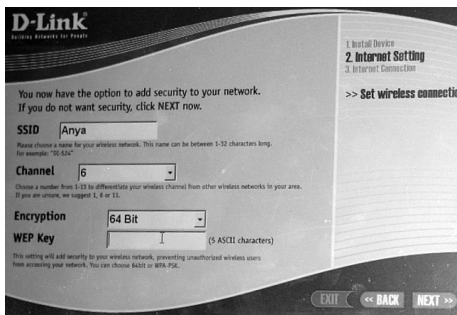 D-Link
Building Networks for People
1. Install Device
2. Internet Setting
3. Internet Connection
>> Set wireless connectio
You now have the option to add security to your network.
If you do not want security, click NEXT now.
SSID Anya
Please choose a name for your wireless network. This name can be between 1-32 characters long.
For example: "DI-524"
Channel 6
Choose a number from 1-13 to differentiate your wireless channel from other wireless networks in your area.
If you are unsure, we suggest 1, 6 or 11.
Encryption 64 Bit
WEP Key (5 ASCII characters)
This setting will add security to your wireless network, preventing unauthorized wireless users
from accessing your network. You can choose 64bit or WPA-PSK.
EXIT << BACK NEXT >>